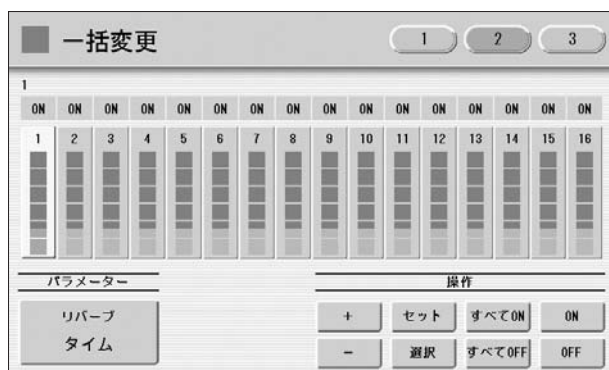 一括変更 1 2 3
1
ON ON ON ON ON ON ON ON ON ON ON ON ON ON ON ON
1 2 3 4 5 6 7 8 9 10 11 12 13 14 15 16
パラメーター 操作
リバーブ + セット すべてON ON
タイム - 選択 すべてOFF OFF